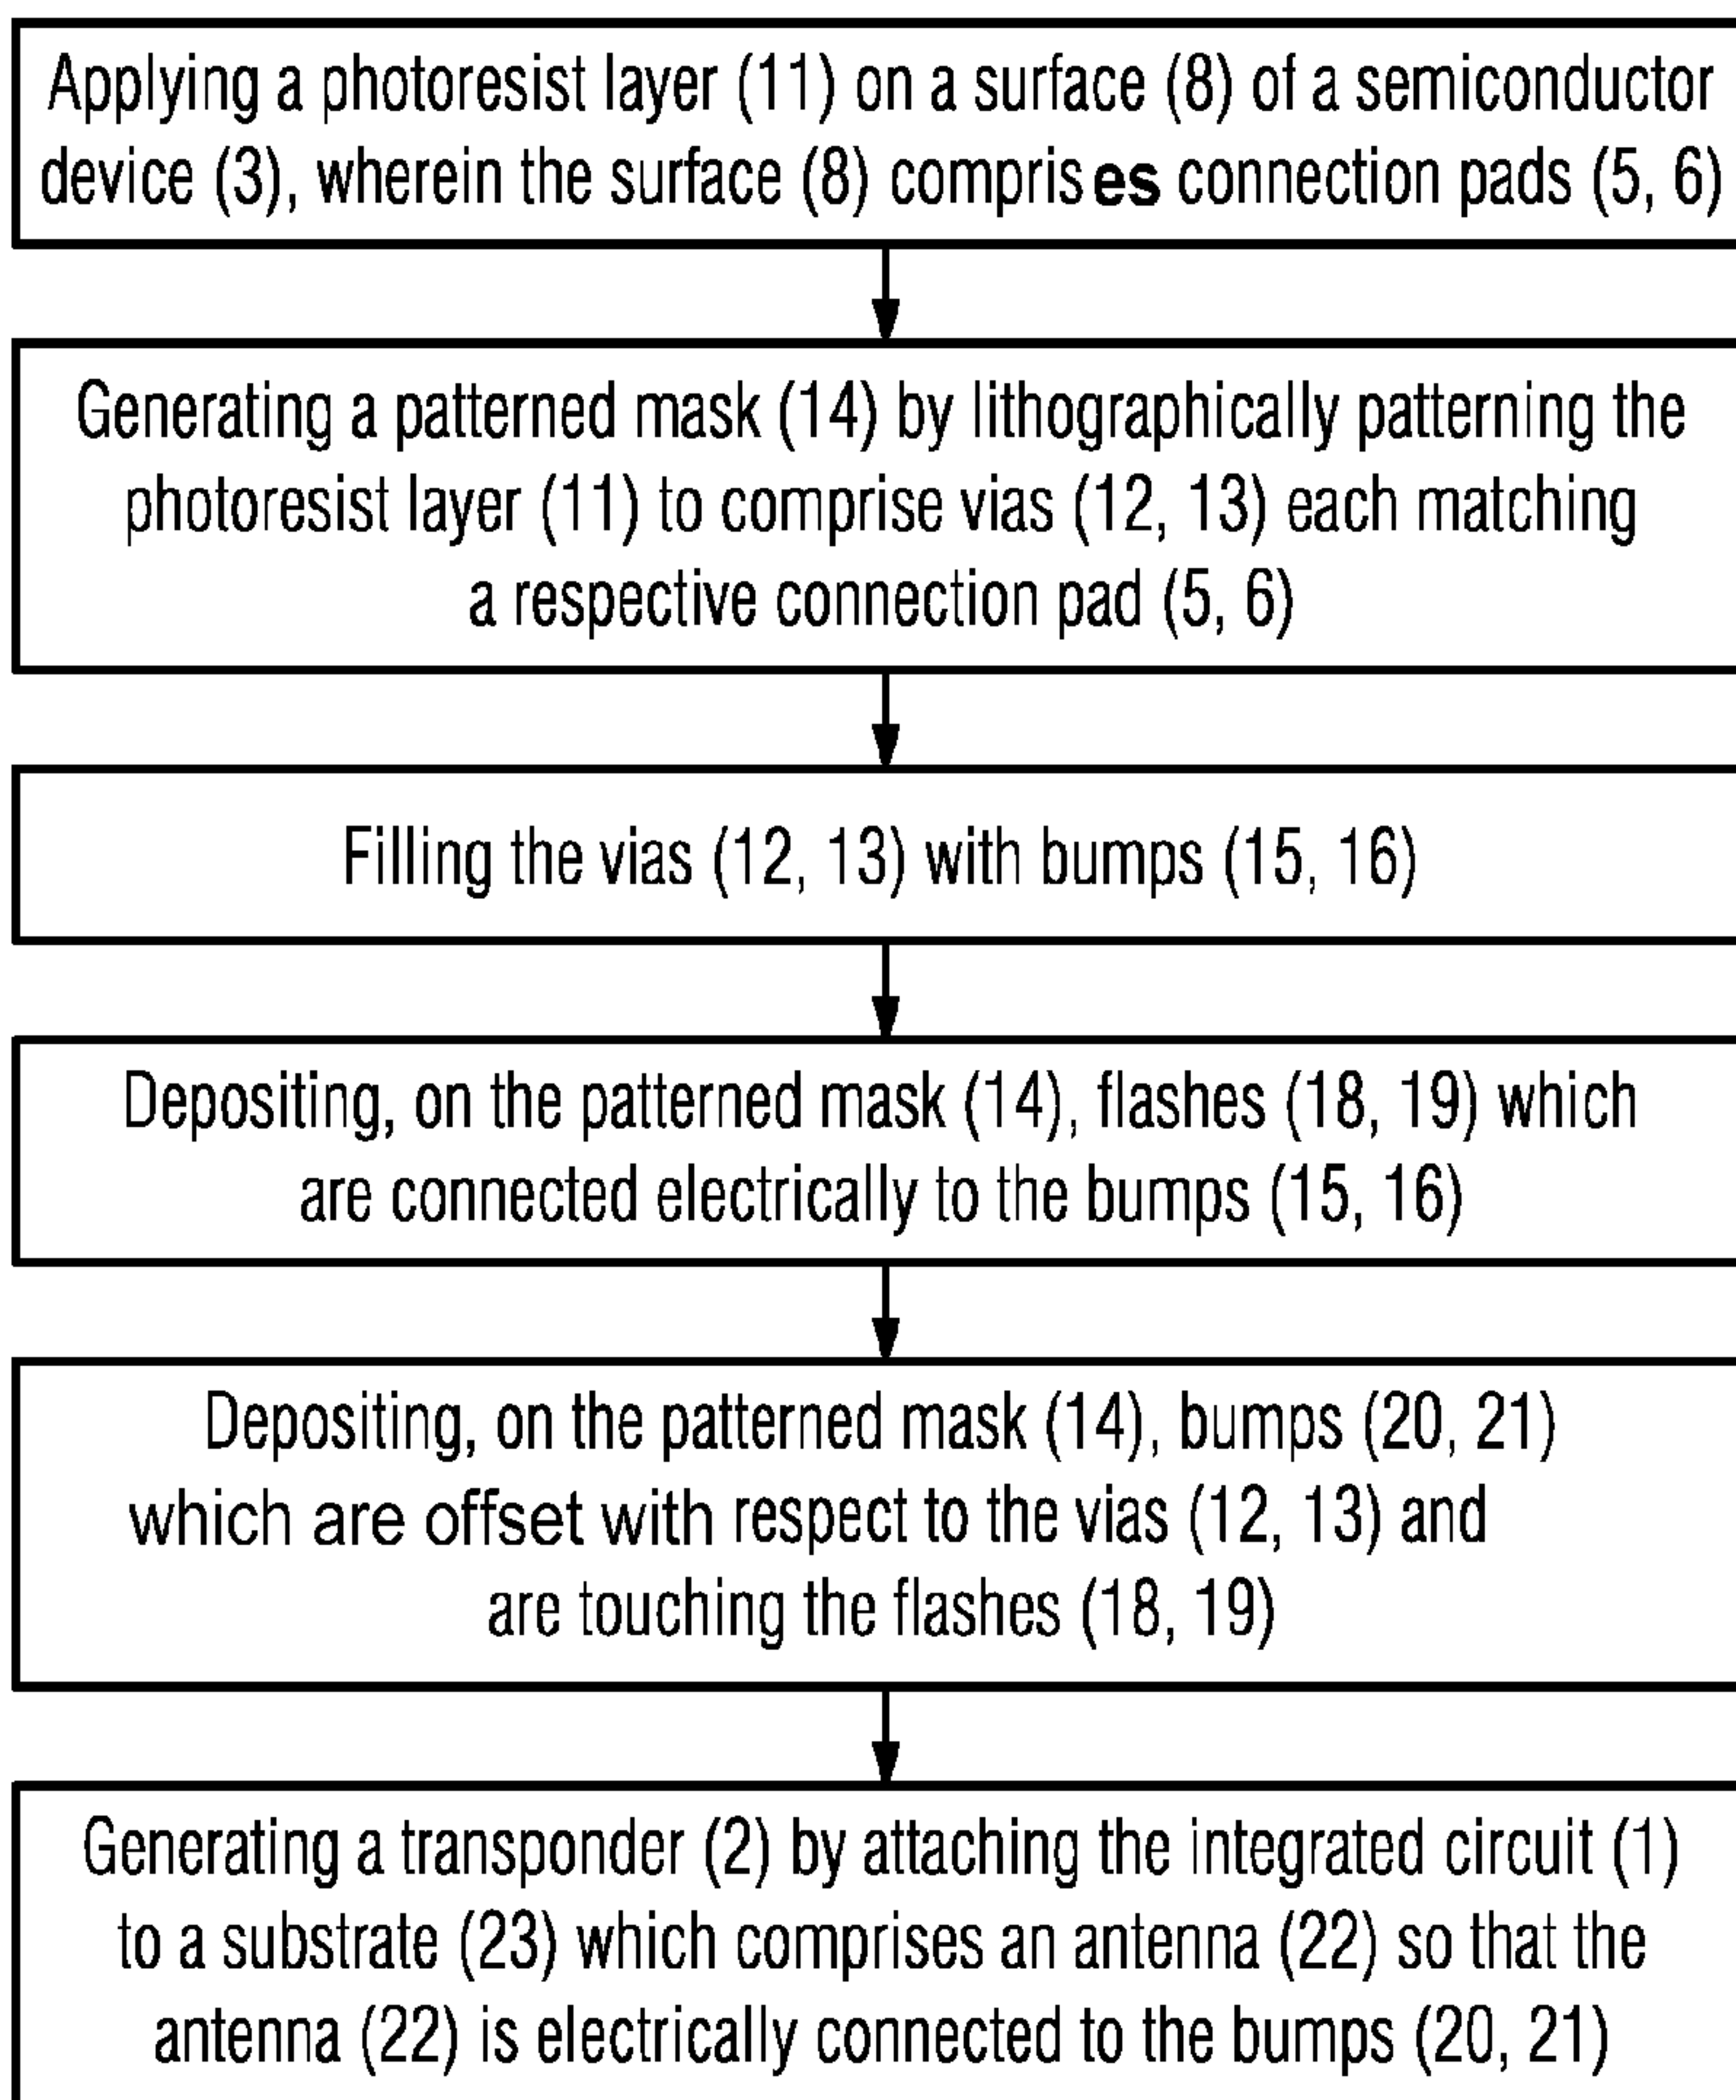 Applying a photoresist layer (11) on a surface (8) of a semiconductor
device (3), wherein the surface (8) comprises connection pads (5, 6)
Generating a patterned mask (14) by lithographically patterning the
photoresist layer (11) to comprise vias (12, 13) each matching
a respective connection pad (5, 6)
Filling the vias (12, 13) with bumps (15, 16)
Depositing, on the patterned mask (14), flashes (18, 19) which
are connected electrically to the bumps (15, 16)
Depositing, on the patterned mask (14), bumps (20, 21)
which are offset with respect to the vias (12, 13) and
are touching the flashes (18, 19)
Generating a transponder (2) by attaching the integrated circuit (1)
to a substrate (23) which comprises an antenna (22) so that the
antenna (22) is electrically connected to the bumps (20, 21)